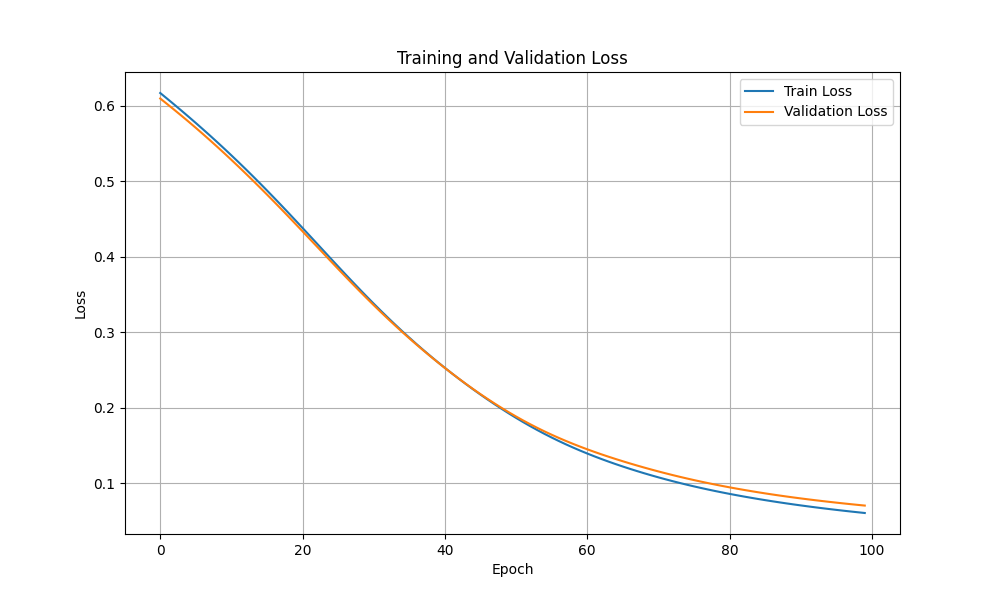 Training and Validation Loss
Train Loss
Validation Loss
0.6
0.5
0.4
0.3
0.2
0.1
Loss
0 20 40 60 80 100
Epoch